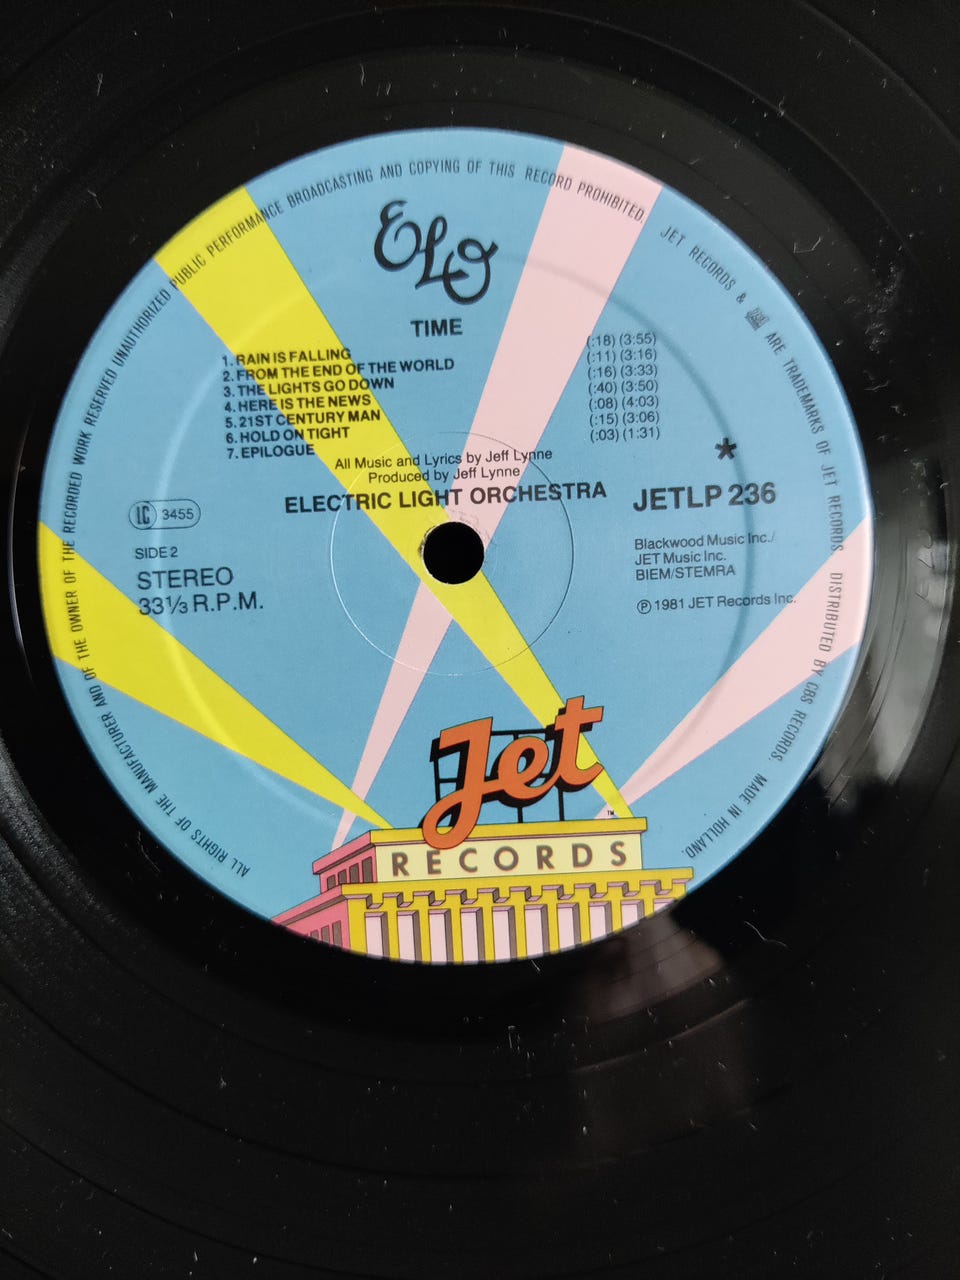 UNAUTHORIZED PUBLIC PERFORMANCE BROADCASTING AND COPYING OF THIS RECORD PROHIBITED.
JET RECORDS & ARE TRADEMARKS OF JET RECORDS. DISTRIBUTED BY CBS RECORDS. MADE IN HOLLAND.
ALL RIGHTS OF THE MANUFACTURER AND OF THE OWNER OF THE RECORDED WORK RESERVED
ELO
TIME
1. RAIN IS FALLING (:18) (3:55)
2. FROM THE END OF THE WORLD (:11) (3:16)
3. THE LIGHTS GO DOWN (:16) (3:33)
4. HERE IS THE NEWS (:40) (3:50)
5. 21ST CENTURY MAN (:08) (4:03)
6. HOLD ON TIGHT (:15) (3:06)
7. EPILOGUE (:03) (1:31)
All Music and Lyrics by Jeff Lynne
Produced by Jeff Lynne
ELECTRIC LIGHT ORCHESTRA
*
JETLP 236
LC 3455
SIDE 2
STEREO
33⅓ R.P.M.
Blackwood Music Inc./
JET Music Inc.
BIEM/STEMRA
℗ 1981 JET Records Inc.
Jet
TM
RECORDS